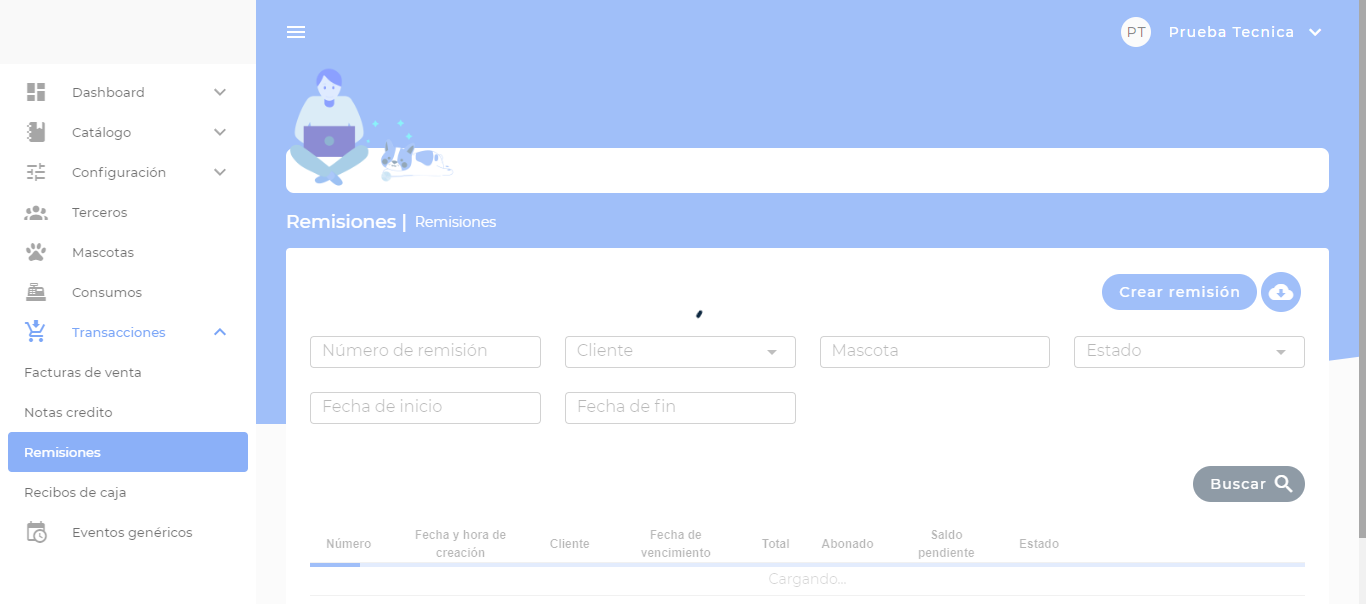 PT Prueba Tecnica
Dashboard
Catálogo
Configuración
Terceros
Mascotas
Consumos
Transacciones
Facturas de venta
Notas credito
Remisiones
Recibos de caja
Eventos genéricos
Remisiones | Remisiones
Crear remisión
Número de remisión Cliente Mascota Estado
Fecha de inicio Fecha de fin
Buscar
Número Fecha y hora de creación Cliente Fecha de vencimiento Total Abonado Saldo pendiente Estado
Cargando...